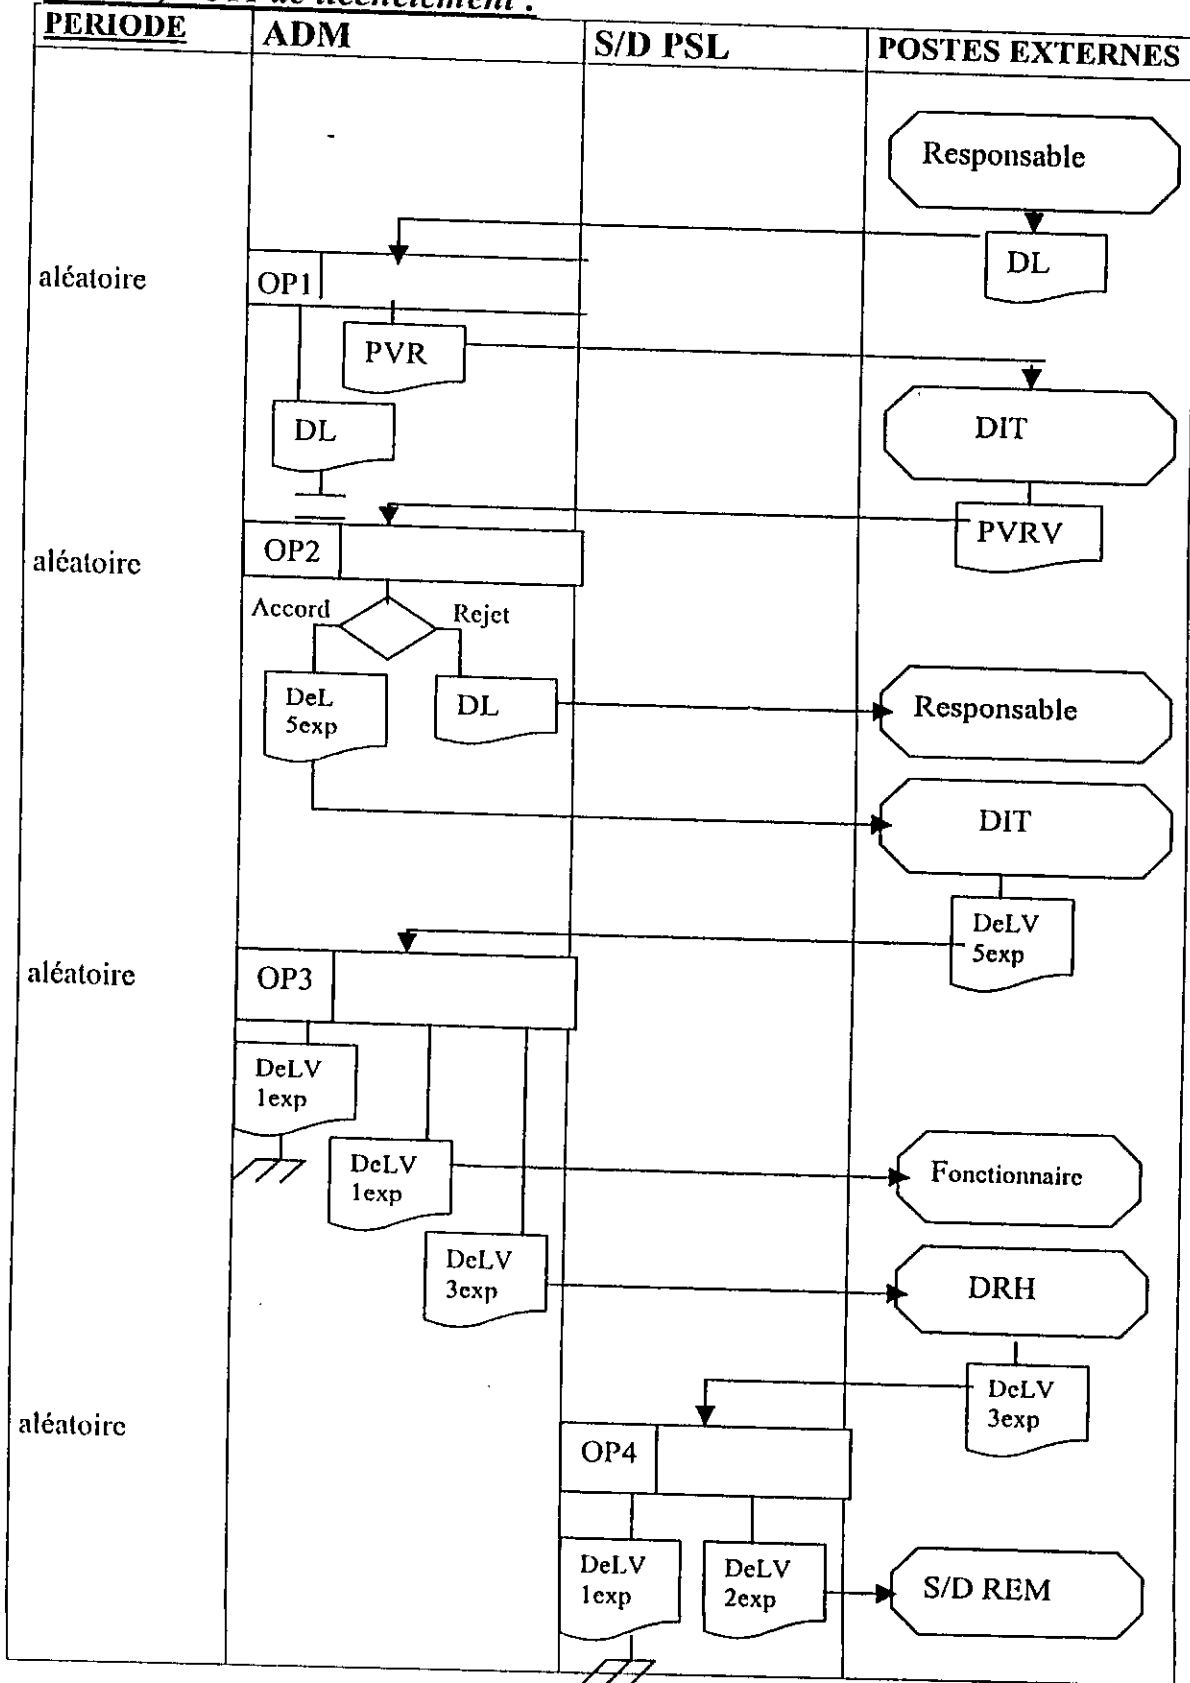 de licenciement :
PERIODE
ADM
S/D PSL
POSTES EXTERNES
Responsable
DL
aléatoire
OP1
PVR
DL
DIT
PVRV
aléatoire
OP2
Accord
Rejet
DeL
5exp
DL
Responsable
DIT
DeLV
5exp
aléatoire
OP3
DeLV
1exp
DeLV
1exp
Fonctionnaire
DeLV
3exp
DRH
DeLV
3exp
aléatoire
OP4
DeLV
1exp
DeLV
2exp
S/D REM